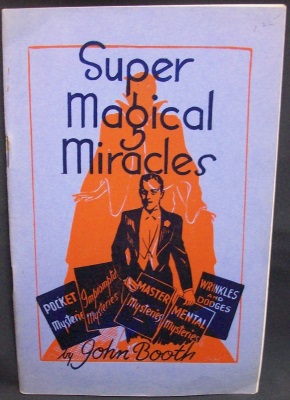 Super
Magical
Miracles
POCKET
Mysteries
Impromptu
Mysteries
MASTER
Mysteries
MENTAL
Mysteries
WRINKLES
AND
DODGES
by John Booth